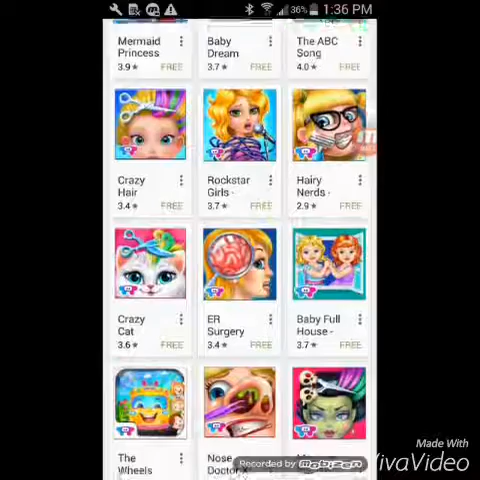 36% 1:36 PM
Mermaid Princess
3.9★ FREE
Baby Dream
3.7★ FREE
The ABC Song
4.0★ FREE
Crazy Hair
3.4★ FREE
Rockstar Girls -
3.7★ FREE
Hairy Nerds -
2.9★ FREE
Crazy Cat
3.6★ FREE
ER Surgery
3.4★ FREE
Baby Full House -
3.7★ FREE
The Wheels
Nose Doctor X
Recorded by mobizen
Made With
VivaVideo